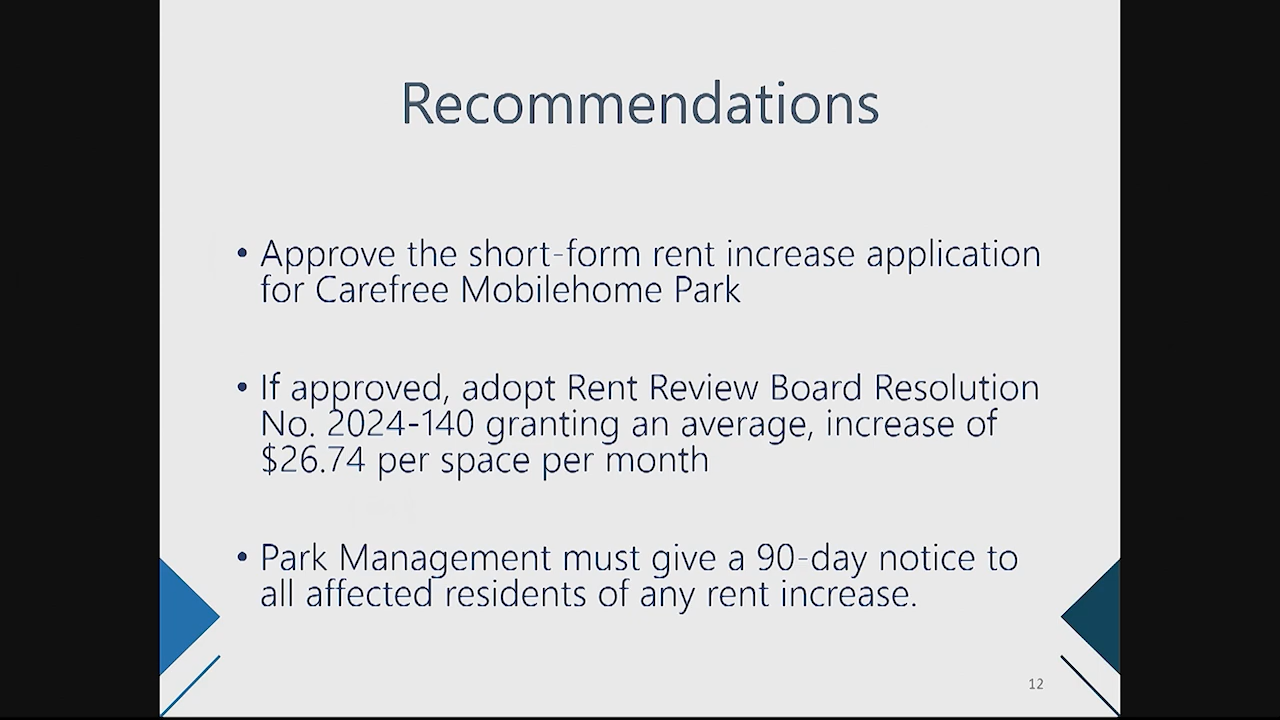 Recommendations
• Approve the short-form rent increase application
for Carefree Mobilehome Park
• If approved, adopt Rent Review Board Resolution
No. 2024-140 granting an average, increase of
$26.74 per space per month
• Park Management must give a 90-day notice to
all affected residents of any rent increase.
12